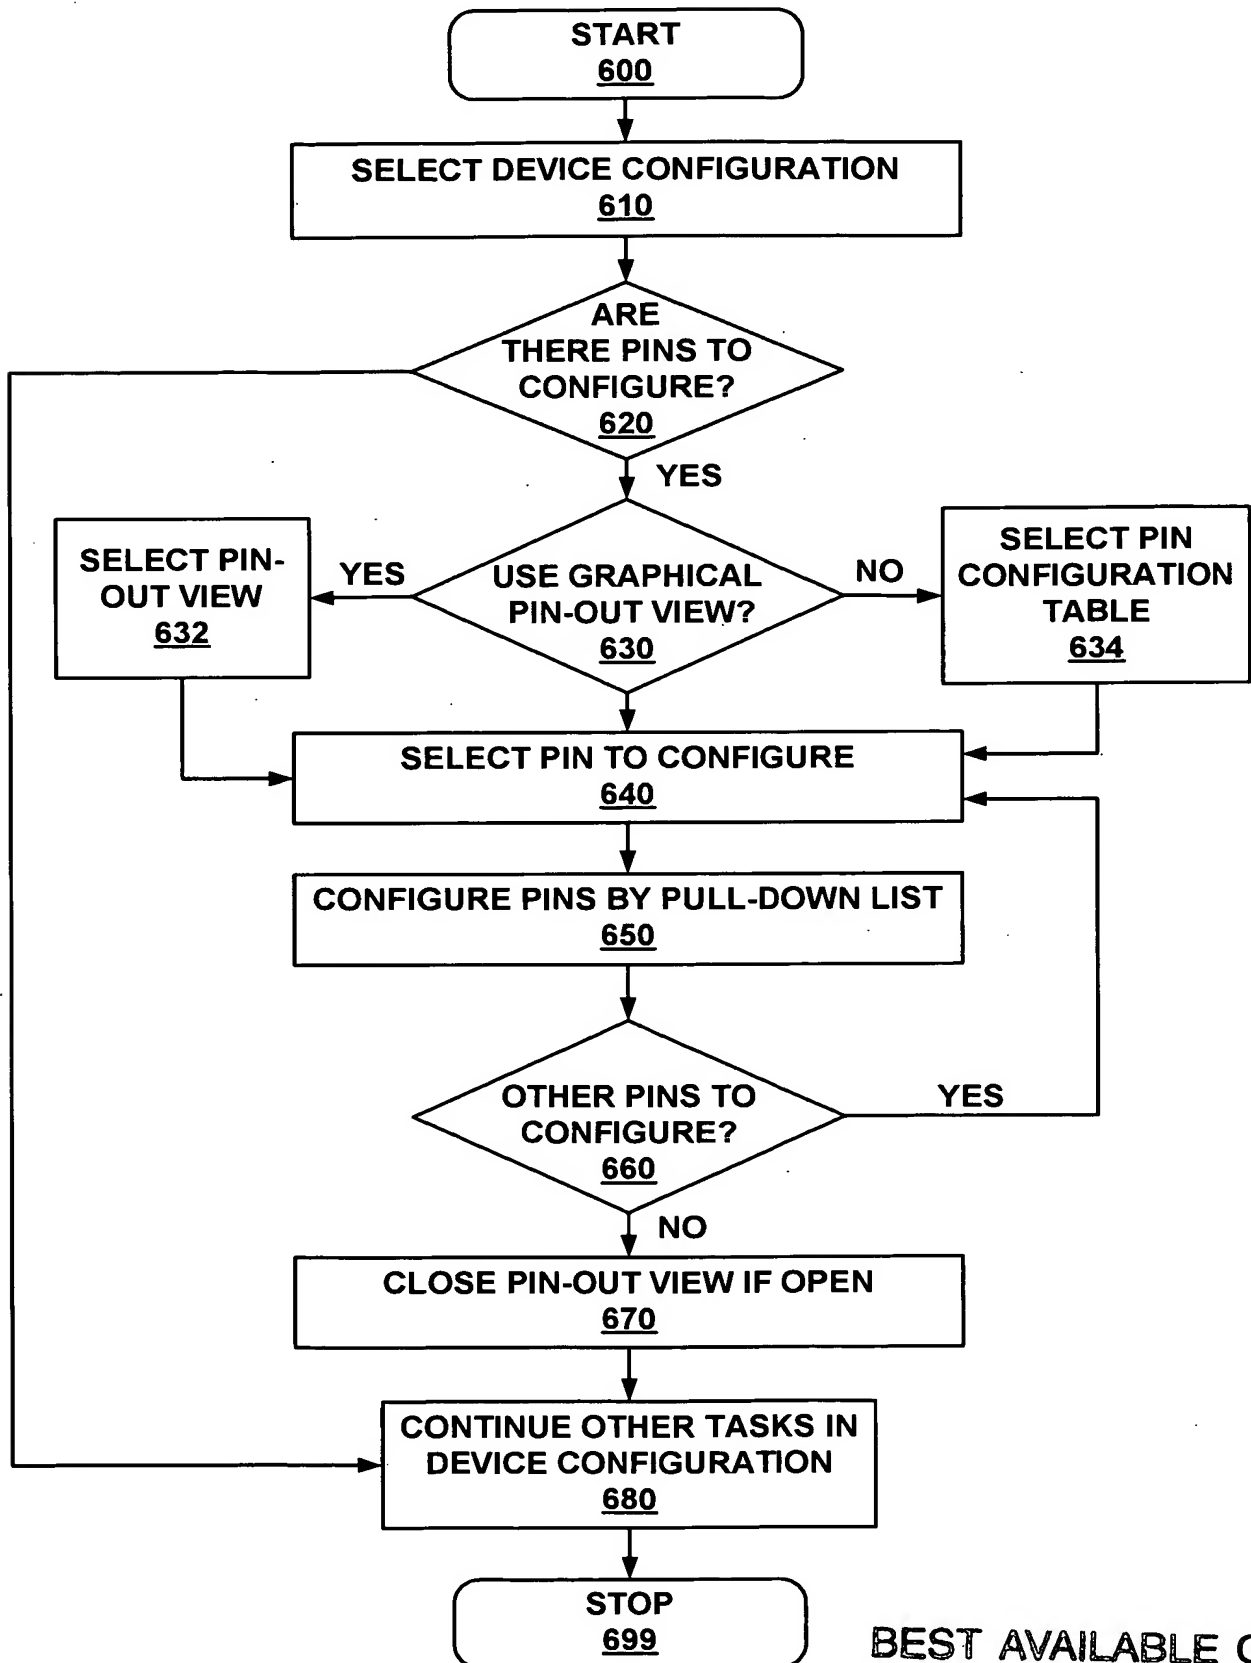 START
600
SELECT DEVICE CONFIGURATION
610
ARE
THERE PINS TO
CONFIGURE?
620
YES
SELECT PIN-
OUT VIEW
632
YES
USE GRAPHICAL
PIN-OUT VIEW?
630
NO
SELECT PIN
CONFIGURATION
TABLE
634
SELECT PIN TO CONFIGURE
640
CONFIGURE PINS BY PULL-DOWN LIST
650
OTHER PINS TO
CONFIGURE?
660
YES
NO
CLOSE PIN-OUT VIEW IF OPEN
670
CONTINUE OTHER TASKS IN
DEVICE CONFIGURATION
680
STOP
699
BEST AVAILABLE